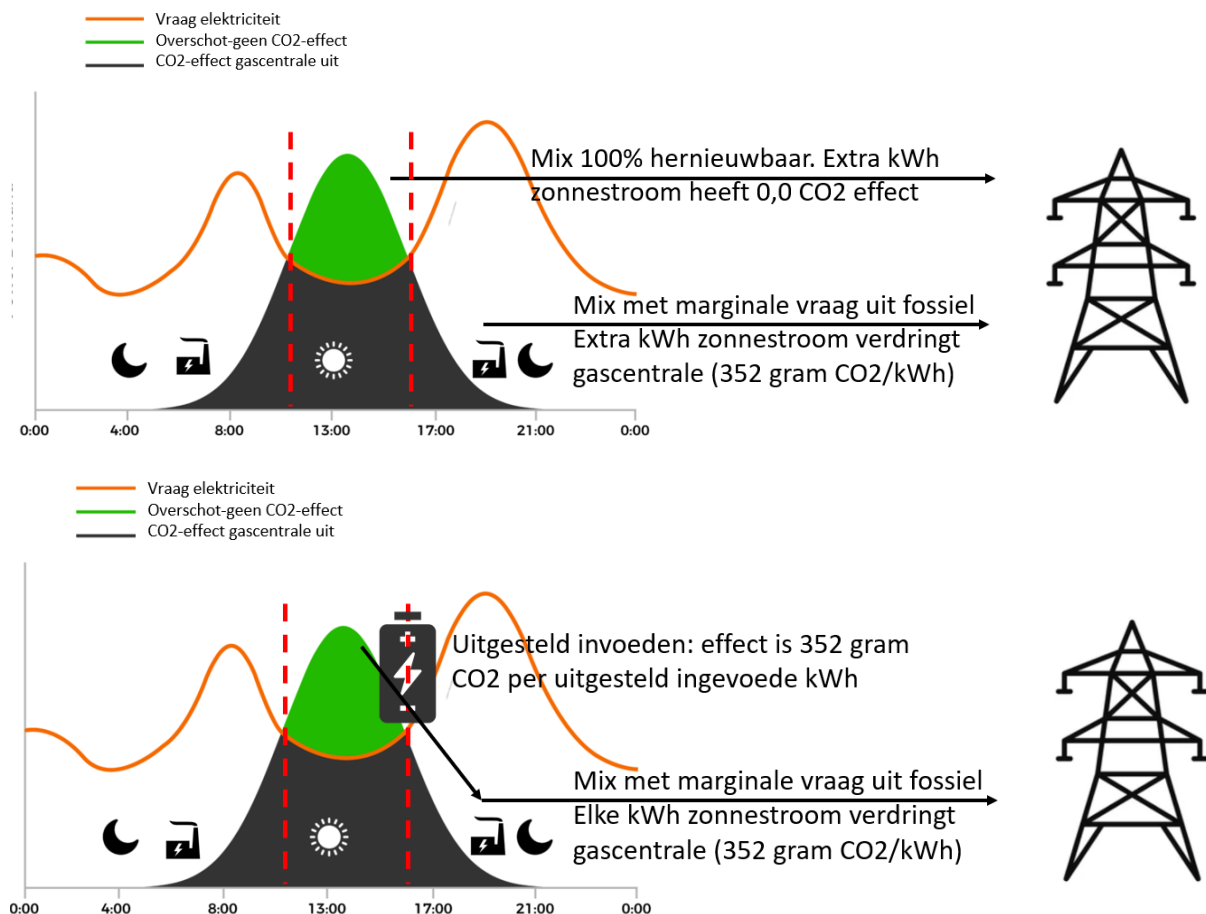 Vraag elektriciteit
Overschot-geen CO2-effect
CO2-effect gascentrale uit
Mix 100% hernieuwbaar. Extra kWh
zonnestroom heeft 0,0 CO2 effect
Mix met marginale vraag uit fossiel
Extra kWh zonnestroom verdringt
gascentrale (352 gram CO2/kWh)
0:00 4:00 8:00 13:00 17:00 21:00 0:00
Vraag elektriciteit
Overschot-geen CO2-effect
CO2-effect gascentrale uit
Uitgesteld invoeden: effect is 352 gram
CO2 per uitgesteld ingevoede kWh
Mix met marginale vraag uit fossiel
Elke kWh zonnestroom verdringt
gascentrale (352 gram CO2/kWh)
0:00 4:00 8:00 13:00 17:00 21:00 0:00